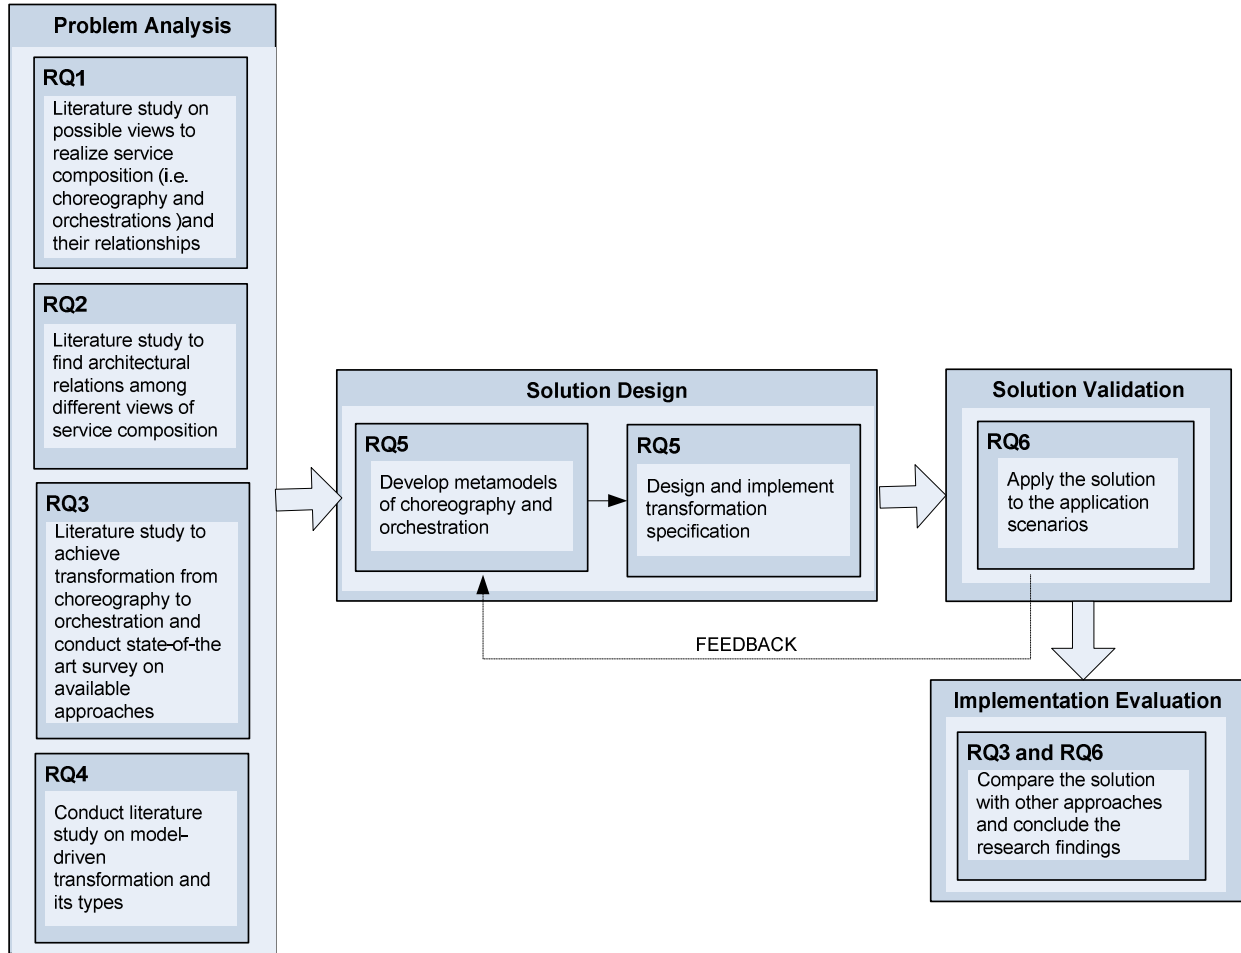 Problem Analysis
RQ1
Literature study on
possible views to
realize service
composition (i.e.
choreography and
orchestrations )and
their relationships
RQ2
Literature study to
find architectural
relations among
different views of
service composition
RQ3
Literature study to
achieve
transformation from
choreography to
orchestration and
conduct state-of-the
art survey on
available
approaches
RQ4
Conduct literature
study on model-
driven
transformation and
its types
Solution Design
RQ5
Develop metamodels
of choreography and
orchestration
RQ5
Design and implement
transformation
specification
Solution Validation
RQ6
Apply the solution
to the application
scenarios
FEEDBACK
Implementation Evaluation
RQ3 and RQ6
Compare the solution
with other approaches
and conclude the
research findings